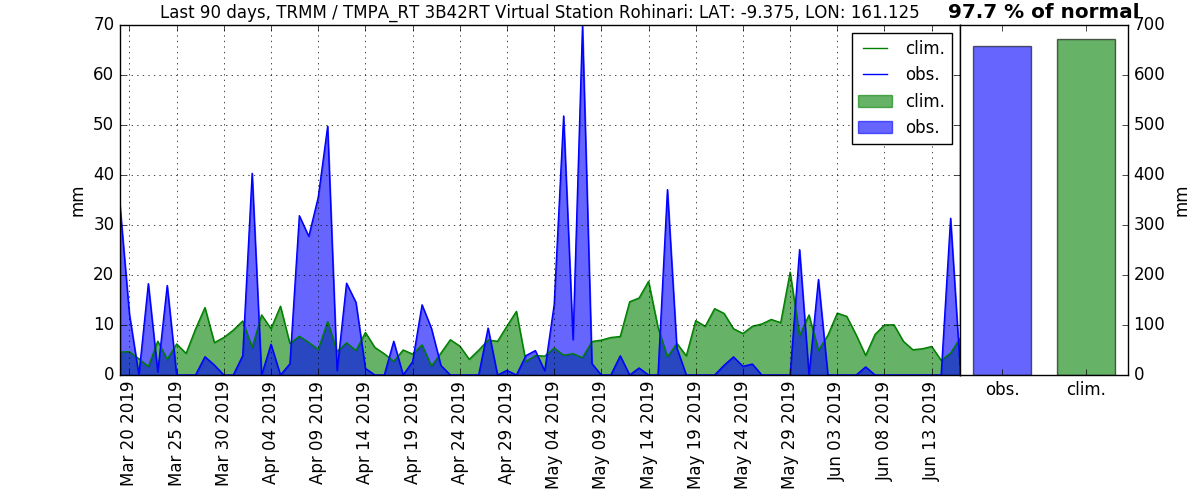 Last 90 days, TRMM / TMPA_RT 3B42RT Virtual Station Rohinari: LAT: -9.375, LON: 161.125
97.7 % of normal
70
60
50
40
30
20
10
0
mm
clim.
obs.
clim.
obs.
700
600
500
400
300
200
100
0
mm
Mar 20 2019
Mar 25 2019
Mar 30 2019
Apr 04 2019
Apr 09 2019
Apr 14 2019
Apr 19 2019
Apr 24 2019
Apr 29 2019
May 04 2019
May 09 2019
May 14 2019
May 19 2019
May 24 2019
May 29 2019
Jun 03 2019
Jun 08 2019
Jun 13 2019
obs.
clim.